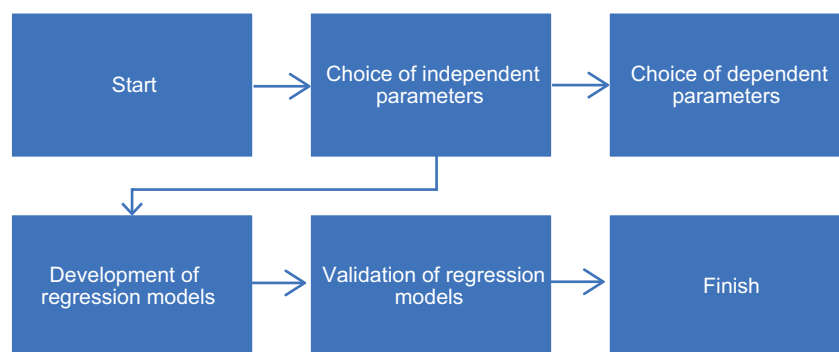 Start
Choice of independent
parameters
Choice of dependent
parameters
Development of
regression models
Validation of regression
models
Finish